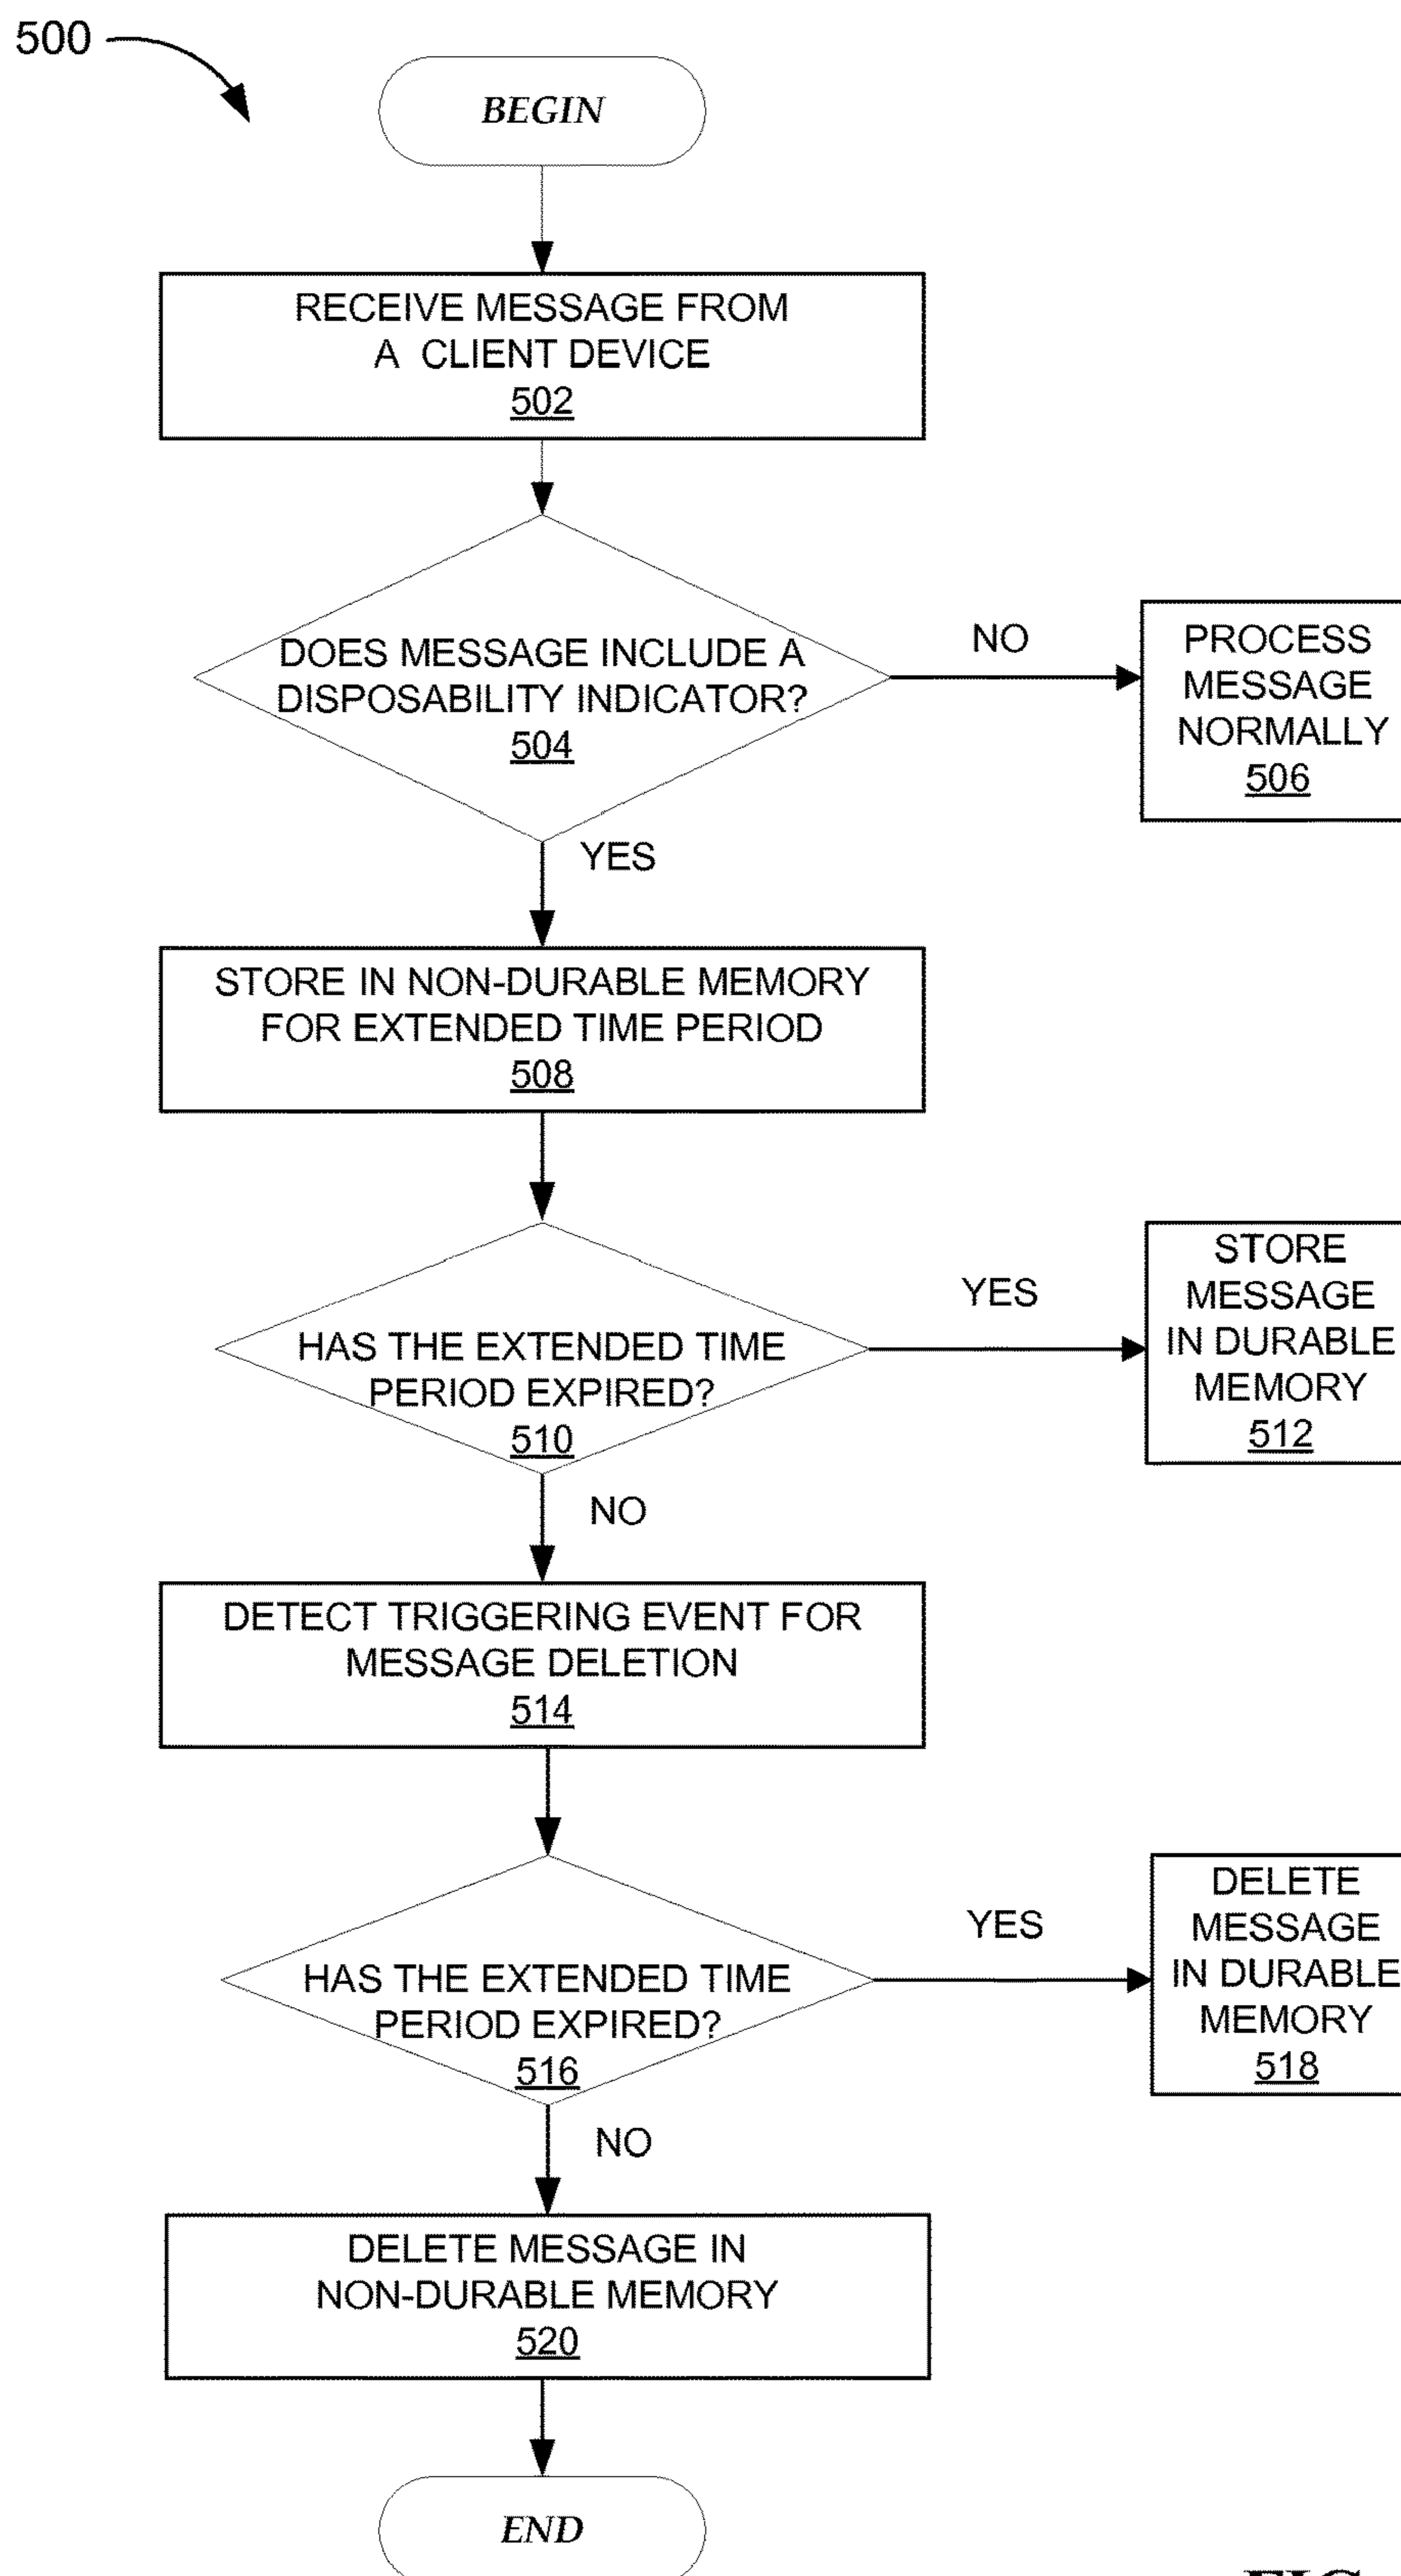 500
BEGIN
RECEIVE MESSAGE FROM
A CLIENT DEVICE
502
DOES MESSAGE INCLUDE A
DISPOSABILITY INDICATOR?
504
NO
PROCESS
MESSAGE
NORMALLY
506
YES
STORE IN NON-DURABLE MEMORY
FOR EXTENDED TIME PERIOD
508
HAS THE EXTENDED TIME
PERIOD EXPIRED?
510
YES
STORE
MESSAGE
IN DURABLE
MEMORY
512
NO
DETECT TRIGGERING EVENT FOR
MESSAGE DELETION
514
HAS THE EXTENDED TIME
PERIOD EXPIRED?
516
YES
DELETE
MESSAGE
IN DURABLE
MEMORY
518
NO
DELETE MESSAGE IN
NON-DURABLE MEMORY
520
END